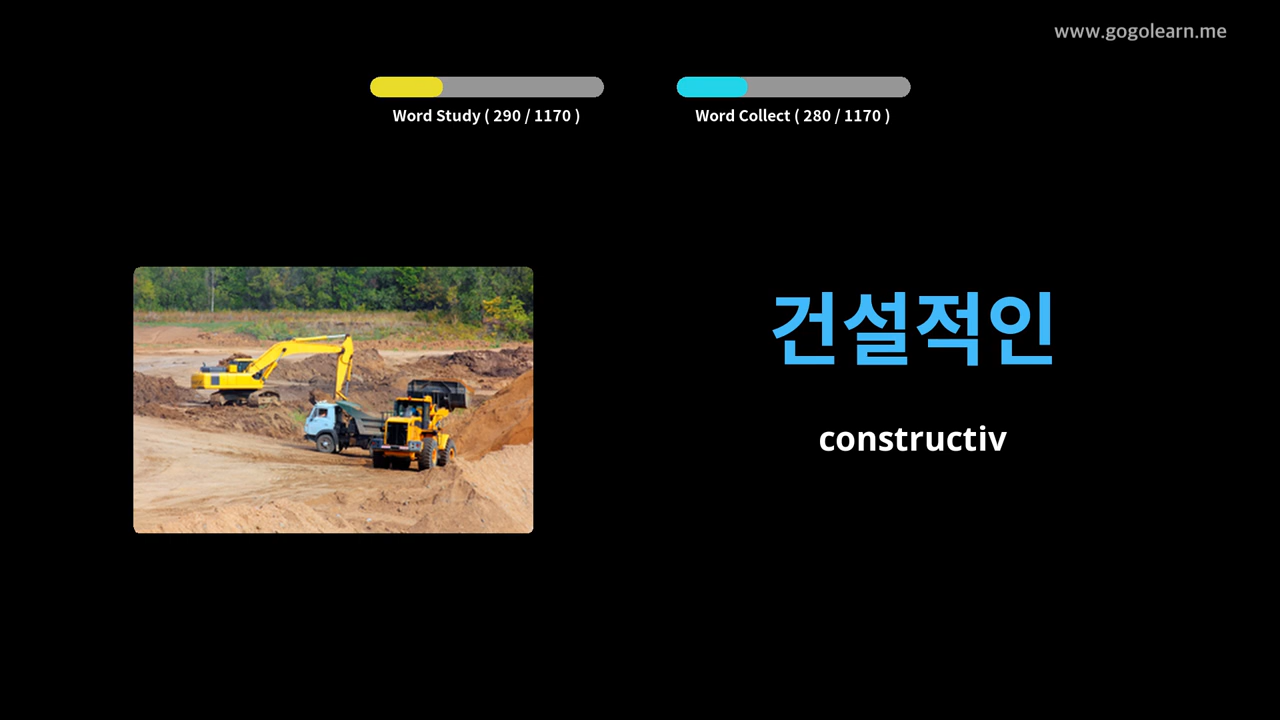 www.gogolearn.me
Word Study ( 290 / 1170 )
Word Collect ( 280 / 1170 )
건설적인
constructiv